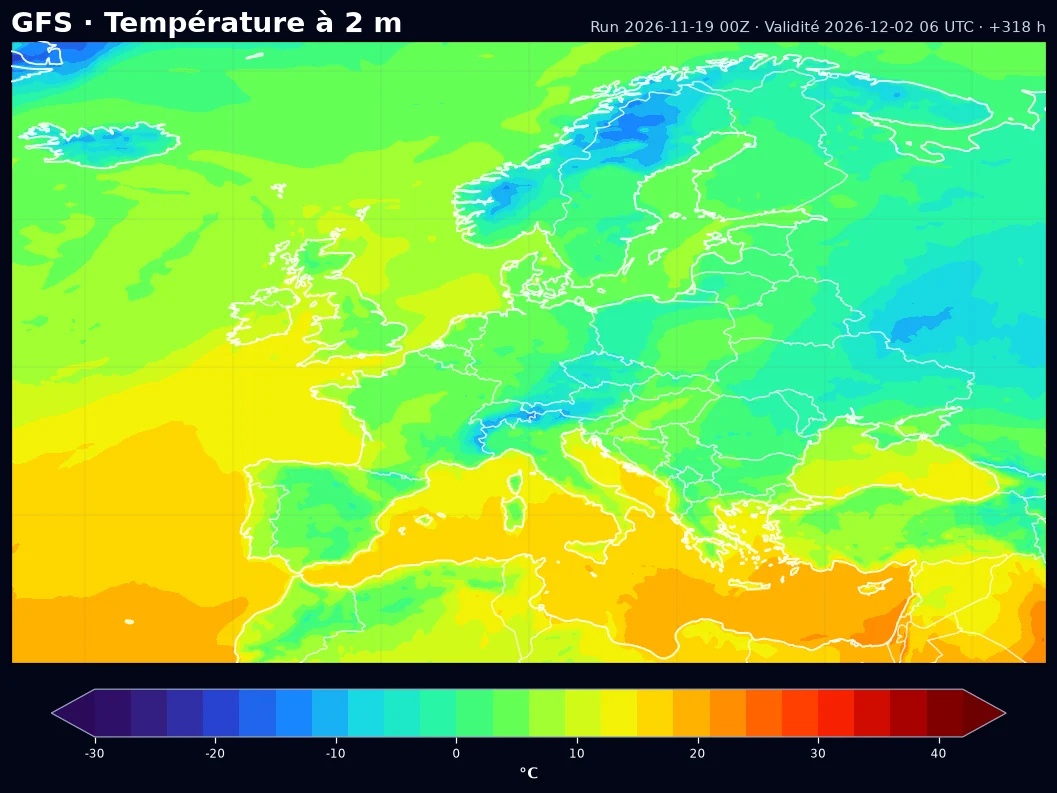 GFS · Température à 2 m
Run 2026-11-19 00Z · Validité 2026-12-02 06 UTC · +318 h
-30 -20 -10 0 10 20 30 40
°C